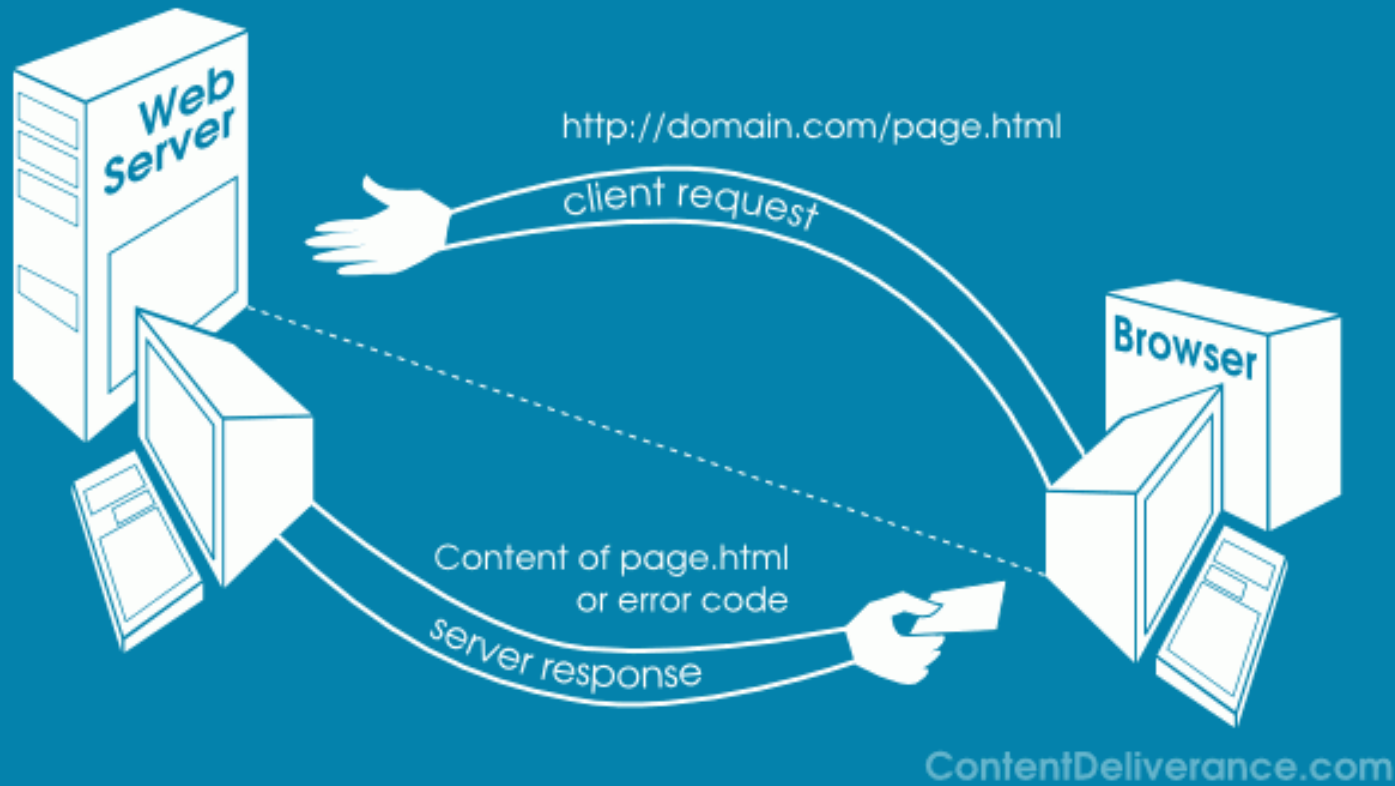 Web
Server
http://domain.com/page.html
client request
Browser
Content of page.html
or error code
server response
ContentDeliverance.com